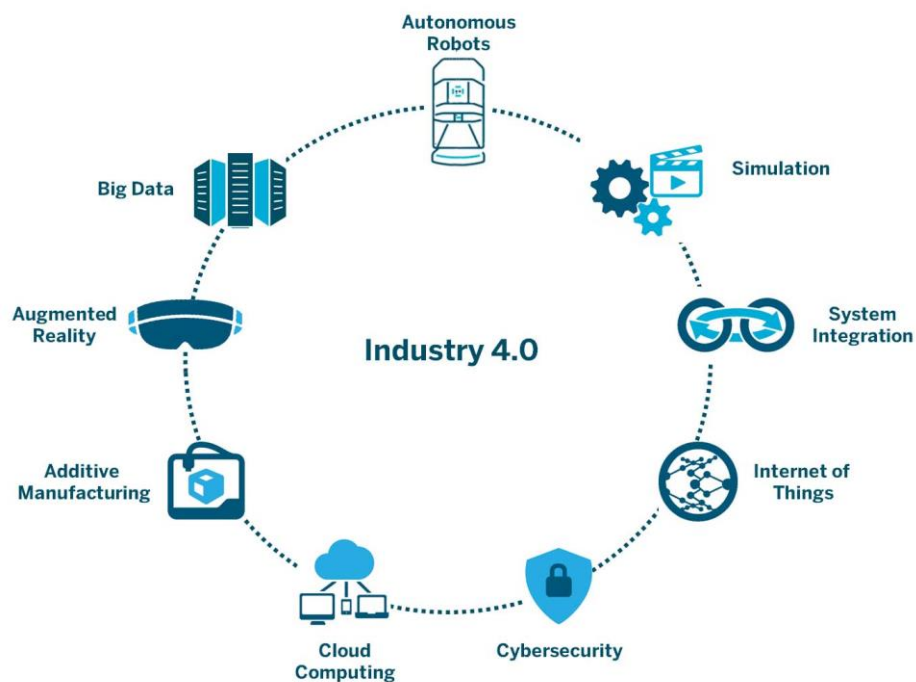 Autonomous
Robots
Simulation
System
Integration
Internet of
Things
Cybersecurity
Cloud
Computing
Additive
Manufacturing
Augmented
Reality
Big Data
Industry 4.0